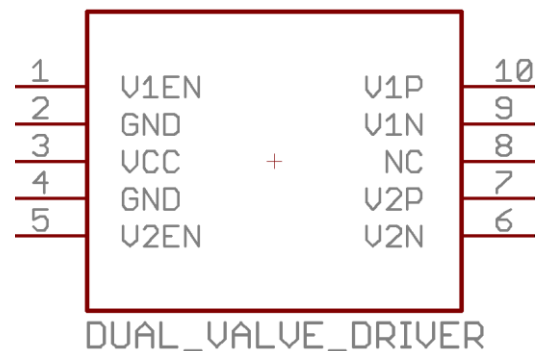 1 V1EN V1P 10
2 GND V1N 9
3 VCC NC 8
4 GND V2P 7
5 V2EN V2N 6
DUAL_VALVE_DRIVER